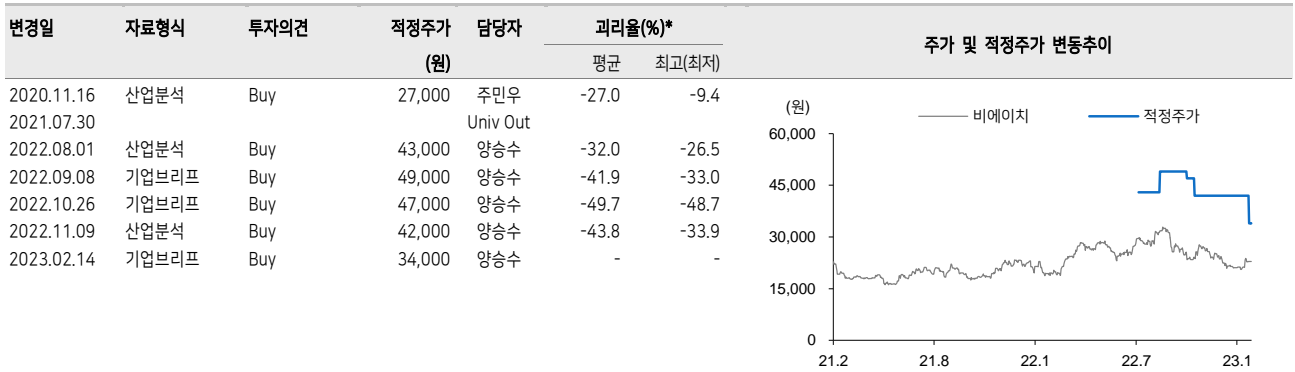 변경일 자료형식 투자의견 적정주가 담당자 괴리율(%)*
(원) 평균 최고(최저)
2020.11.16 산업분석 Buy 27,000 주민우 -27.0 -9.4
2021.07.30 Univ Out
2022.08.01 산업분석 Buy 43,000 양승수 -32.0 -26.5
2022.09.08 기업브리프 Buy 49,000 양승수 -41.9 -33.0
2022.10.26 기업브리프 Buy 47,000 양승수 -49.7 -48.7
2022.11.09 산업분석 Buy 42,000 양승수 -43.8 -33.9
2023.02.14 기업브리프 Buy 34,000 양승수 - -
주가 및 적정주가 변동추이
(원)
비에이치 적정주가
60,000
45,000
30,000
15,000
0
21.2 21.8 22.1 22.7 23.1